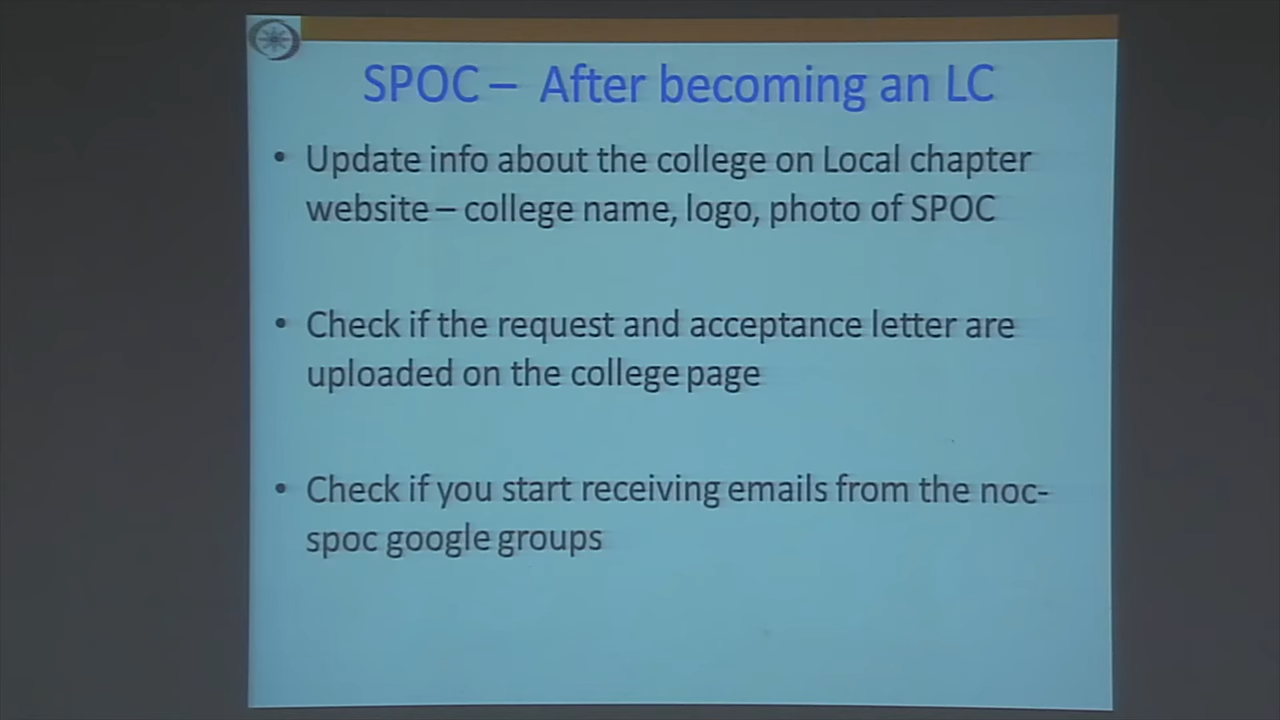 SPOC – After becoming an LC
• Update info about the college on Local chapter
website – college name, logo, photo of SPOC
• Check if the request and acceptance letter are
uploaded on the college page
• Check if you start receiving emails from the noc-
spoc google groups